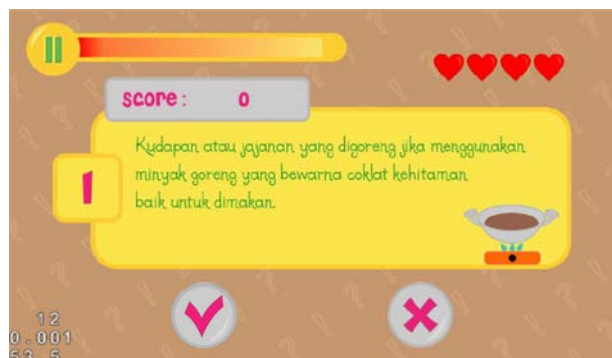 score : 0
1
Kudapan atau jajanan yang digoreng jika menggunakan
minyak goreng yang bewarna coklat kehitaman
baik untuk dimakan.
12
0.001
53.5